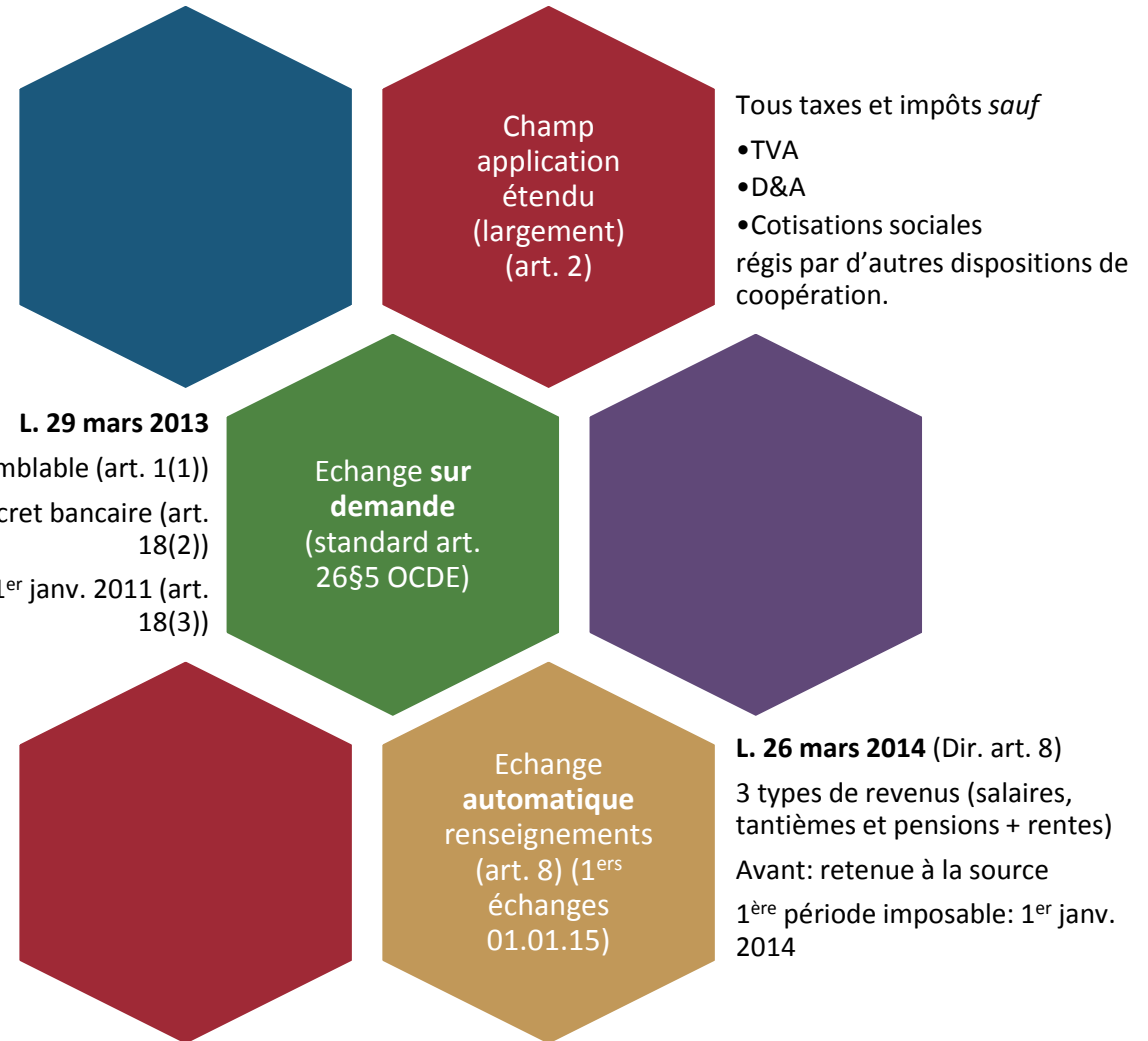 Champ
application
étendu
(largement)
(art. 2)
Tous taxes et impôts sauf
•TVA
•D&A
•Cotisations sociales
régis par d’autres dispositions de
coopération.
L. 29 mars 2013
(art. 1(1))
bancaire (art.
18(2))
janv. 2011 (art.
18(3))
Echange sur
demande
(standard art.
26§5 OCDE)
Echange
automatique
renseignements
(art. 8) (1ers
échanges
01.01.15)
L. 26 mars 2014 (Dir. art. 8)
3 types de revenus (salaires,
tantièmes et pensions + rentes)
Avant: retenue à la source
1ère période imposable: 1er janv.
2014